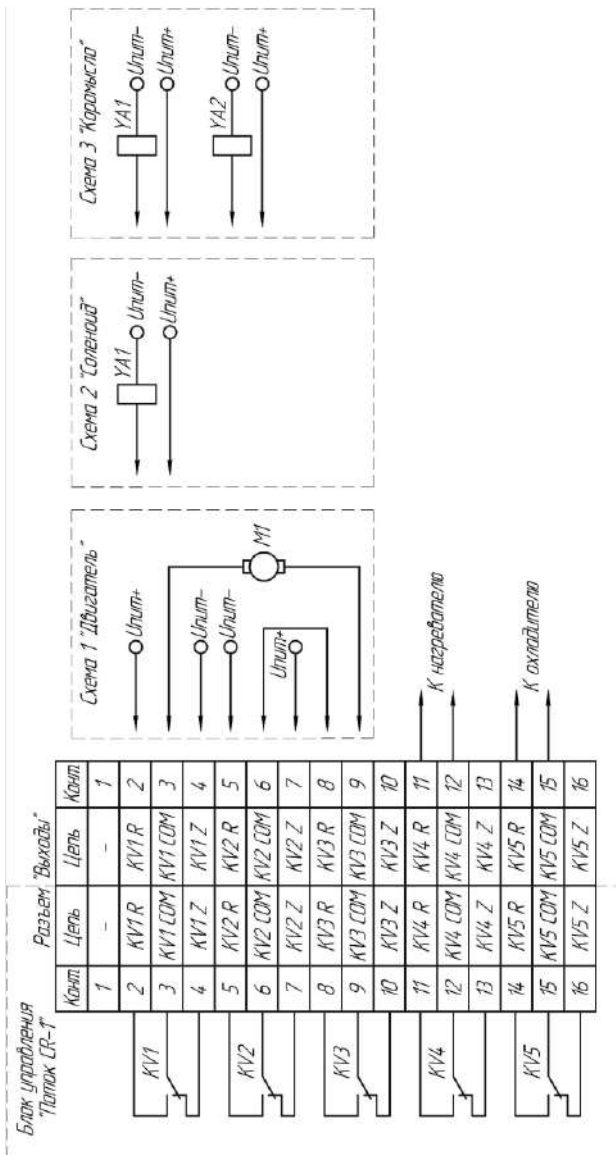 Блок управления
"Поток CR-1"
Разъем "Выходы"
Конт Цепь Цепь Конт
1 - - 1
2 KV1 R KV1 R 2
3 KV1 COM KV1 COM 3
4 KV1 Z KV1 Z 4
5 KV2 R KV2 R 5
6 KV2 COM KV2 COM 6
7 KV2 Z KV2 Z 7
8 KV3 R KV3 R 8
9 KV3 COM KV3 COM 9
10 KV3 Z KV3 Z 10
11 KV4 R KV4 R 11
12 KV4 COM KV4 COM 12
13 KV4 Z KV4 Z 13
14 KV5 R KV5 R 14
15 KV5 COM KV5 COM 15
16 KV5 Z KV5 Z 16
KV1
KV2
KV3
KV4
KV5
Схема 1 "Двигатель"
Uпит+
Uпит-
Uпит-
Uпит+
M1
К нагревателю
К охладителю
Схема 2 "Соленоид"
YA1
Uпит-
Uпит+
Схема 3 "Коромысло"
YA1
Uпит-
Uпит+
YA2
Uпит-
Uпит+